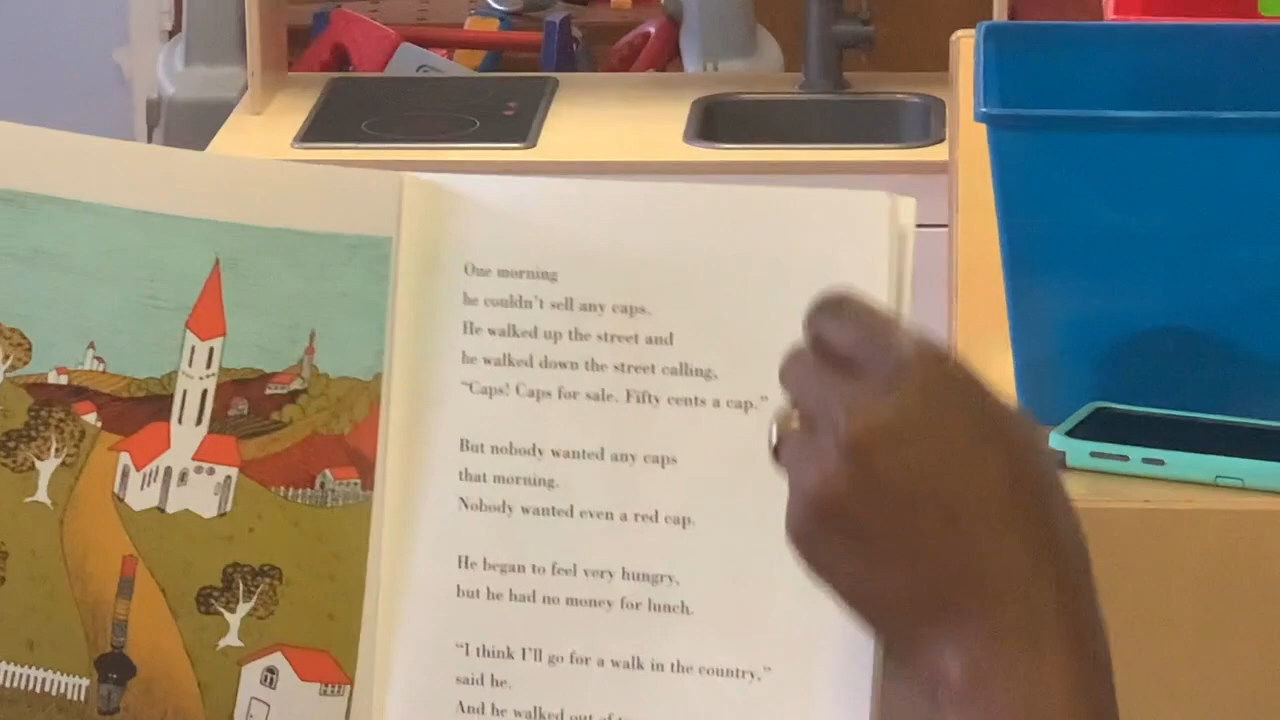 One morning
he couldn't sell any caps.
He walked up the street and
he walked down the street calling,
"Caps! Caps for sale. Fifty cents a cap."
But nobody wanted any caps
that morning.
Nobody wanted even a red cap.
He began to feel very hungry,
but he had no money for lunch.
"I think I'll go for a walk in the country,"
said he.
And he walked out of